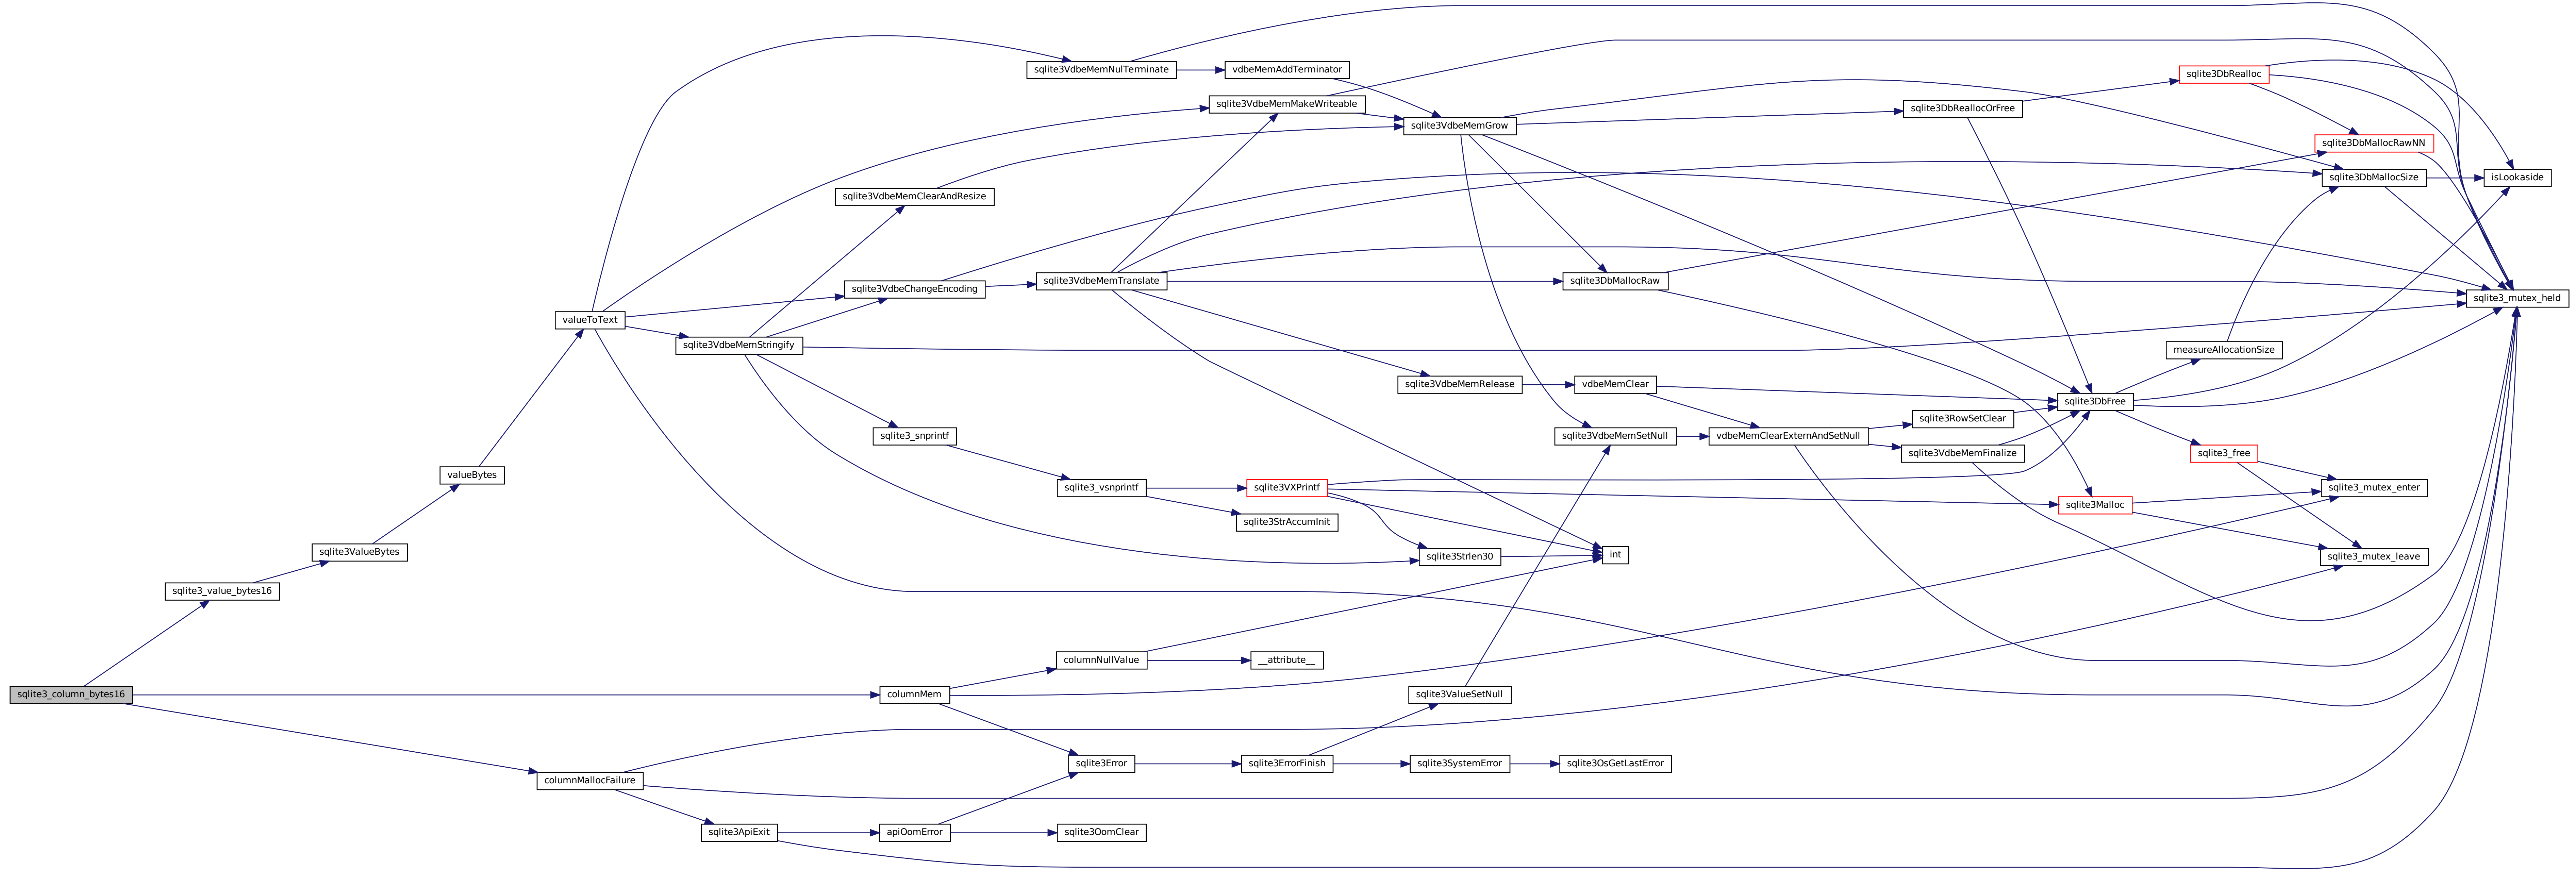 sqlite3_column_bytes16
sqlite3_value_bytes16
sqlite3ValueBytes
valueBytes
valueToText
sqlite3VdbeMemNulTerminate
vdbeMemAddTerminator
sqlite3VdbeMemMakeWriteable
sqlite3VdbeMemGrow
sqlite3DbReallocOrFree
sqlite3DbRealloc
sqlite3DbMallocRawNN
sqlite3DbMallocSize
isLookaside
sqlite3VdbeMemClearAndResize
sqlite3VdbeChangeEncoding
sqlite3VdbeMemTranslate
sqlite3DbMallocRaw
sqlite3_mutex_held
sqlite3VdbeMemStringify
measureAllocationSize
sqlite3VdbeMemRelease
vdbeMemClear
sqlite3DbFree
sqlite3RowSetClear
sqlite3_snprintf
sqlite3VdbeMemSetNull
vdbeMemClearExternAndSetNull
sqlite3VdbeMemFinalize
sqlite3_free
sqlite3_vsnprintf
sqlite3VXPrintf
sqlite3_mutex_enter
sqlite3Malloc
sqlite3StrAccumInit
sqlite3Strlen30
int
sqlite3_mutex_leave
columnNullValue
__attribute__
columnMem
sqlite3ValueSetNull
columnMallocFailure
sqlite3Error
sqlite3ErrorFinish
sqlite3SystemError
sqlite3OsGetLastError
sqlite3ApiExit
apiOomError
sqlite3OomClear